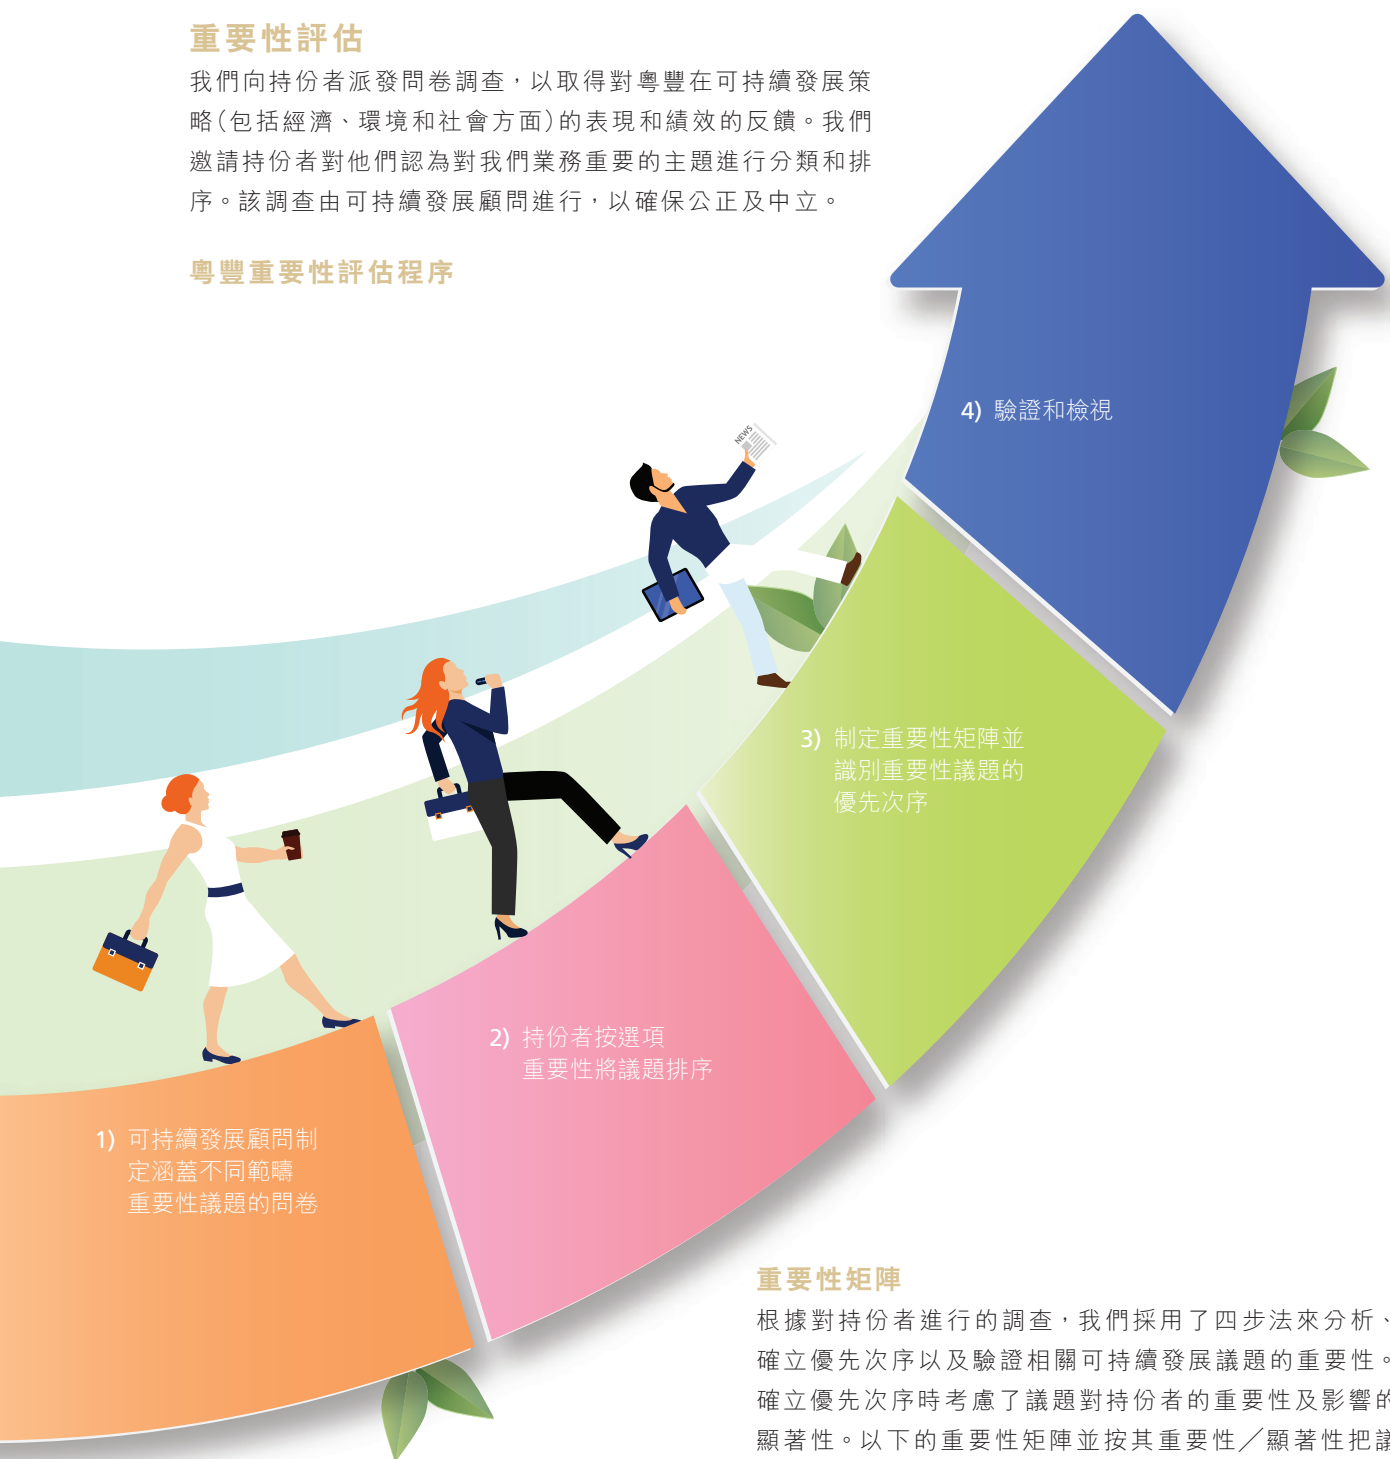 重要性評估
我們向持份者派發問卷調查，以取得對粵豐在可持續發展策
略（包括經濟、環境和社會方面）的表現和績效的反饋。我們
邀請持份者對他們認為對我們業務重要的主題進行分類和排
序。該調查由可持續發展顧問進行，以確保公正及中立。
粵豐重要性評估程序
4) 驗證和檢視
NEWS
3) 制定重要性矩陣並
識別重要性議題的
優先次序
2) 持份者按選項
重要性將議題排序
1) 可持續發展顧問制
定涵蓋不同範疇
重要性議題的問卷
重要性矩陣
根據對持份者進行的調查，我們採用了四步法來分析、
確立優先次序以及驗證相關可持續發展議題的重要性。
確立優先次序時考慮了議題對持份者的重要性及影響的
顯著性。以下的重要性矩陣並按其重要性／顯著性把議